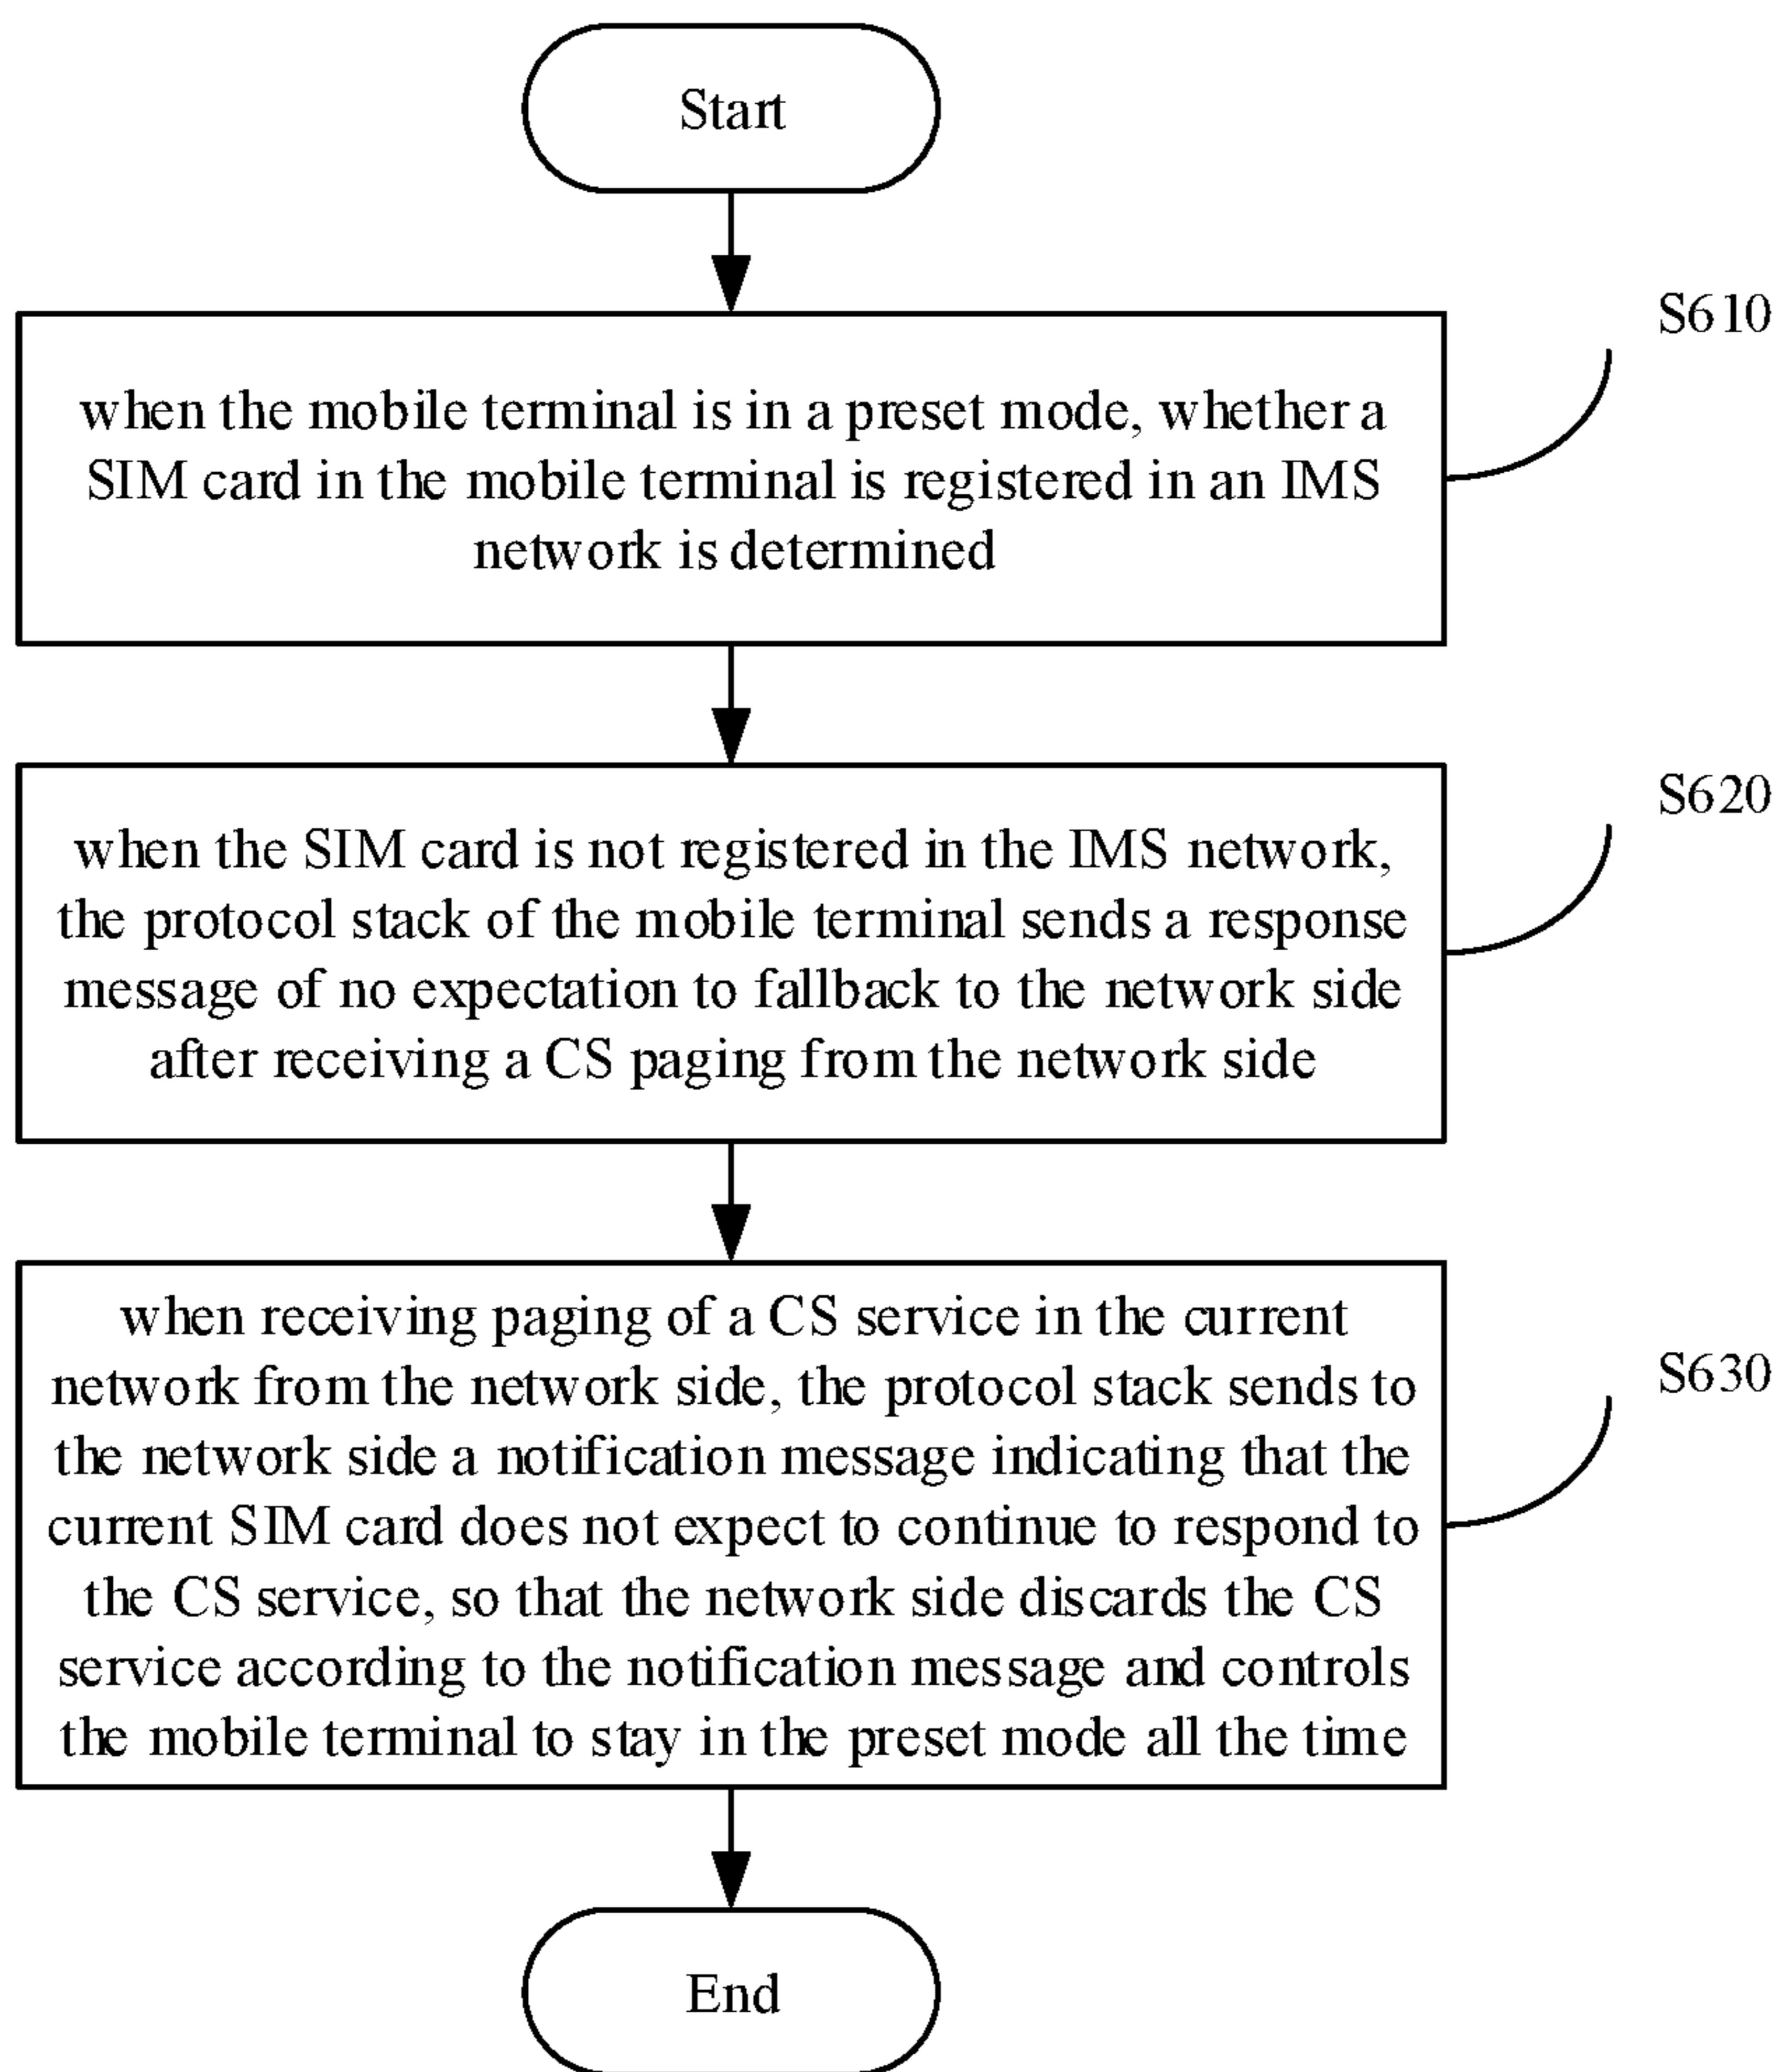 Start
S610
when the mobile terminal is in a preset mode, whether a
SIM card in the mobile terminal is registered in an IMS
network is determined
S620
when the SIM card is not registered in the IMS network,
the protocol stack of the mobile terminal sends a response
message of no expectation to fallback to the network side
after receiving a CS paging from the network side
S630
when receiving paging of a CS service in the current
network from the network side, the protocol stack sends to
the network side a notification message indicating that the
current SIM card does not expect to continue to respond to
the CS service, so that the network side discards the CS
service according to the notification message and controls
the mobile terminal to stay in the preset mode all the time
End